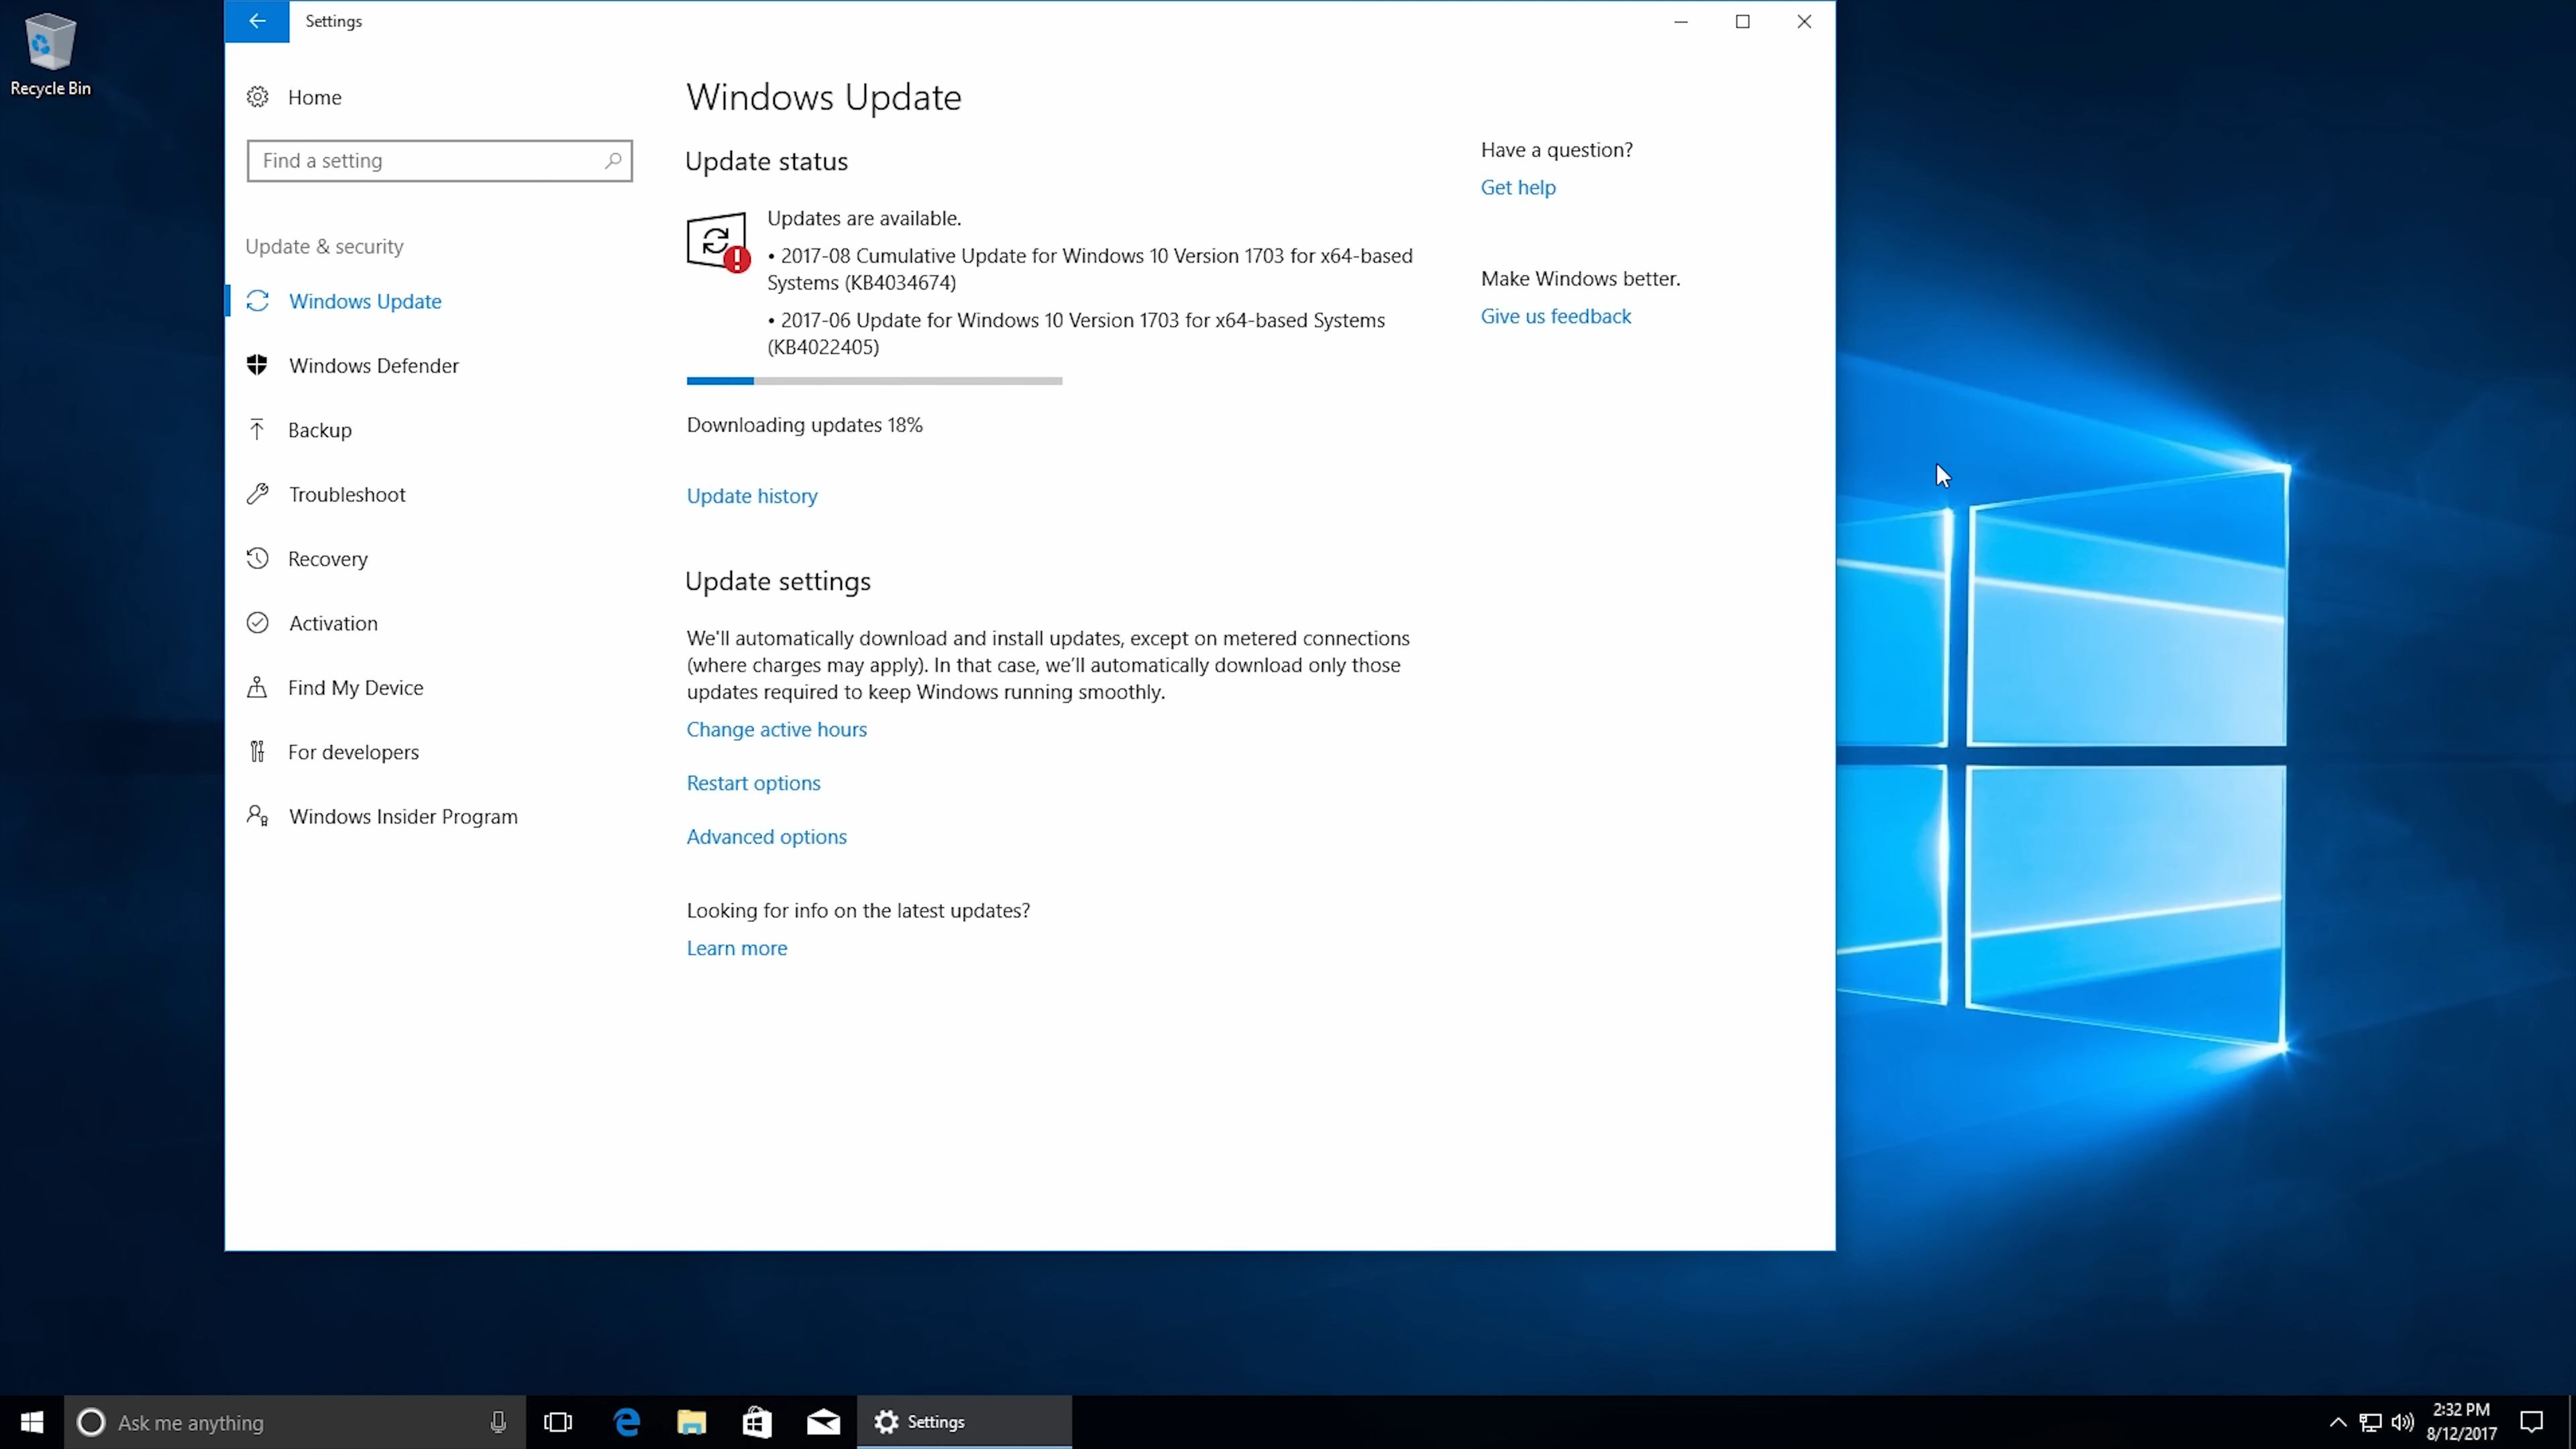 Recycle Bin
Settings
Home
Find a setting
Update & security
Windows Update
Windows Defender
Backup
Troubleshoot
Recovery
Activation
Find My Device
For developers
Windows Insider Program
Windows Update
Update status
Updates are available.
• 2017-08 Cumulative Update for Windows 10 Version 1703 for x64-based
Systems (KB4034674)
• 2017-06 Update for Windows 10 Version 1703 for x64-based Systems
(KB4022405)
Downloading updates 18%
Update history
Update settings
We'll automatically download and install updates, except on metered connections
(where charges may apply). In that case, we'll automatically download only those
updates required to keep Windows running smoothly.
Change active hours
Restart options
Advanced options
Looking for info on the latest updates?
Learn more
Have a question?
Get help
Make Windows better.
Give us feedback
Ask me anything
Settings
2:32 PM
8/12/2017